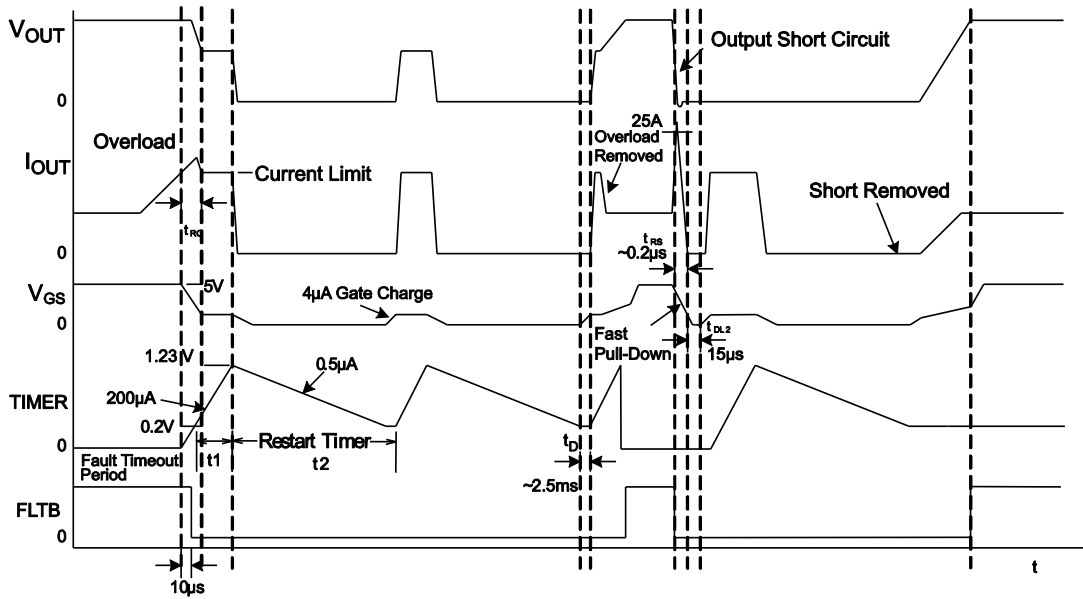 VOUT
0
Output Short Circuit
Overload
25A
Overload
Removed
IOUT
Current Limit
Short Removed
tRC
0
tRS
~0.2µs
5V
VGS
4µA Gate Charge
0
Fast
Pull-Down
tDL2
15µs
1.23 V
0.5µA
TIMER
200µA
0.2V
0
Restart Timer
tD
t1
t2
Fault Timeout
Period
~2.5ms
FLTB
0
t
10µs